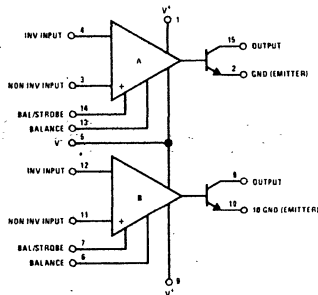 V+
1
4
INV INPUT
15
OUTPUT
A
2
GND (EMITTER)
3
NON INV INPUT
+
14
BAL/STROBE
13
BALANCE
5
V-
12
INV INPUT
8
OUTPUT
B
10
10 GND (EMITTER)
11
NON INV INPUT
+
7
BAL/STROBE
6
BALANCE
9
V+